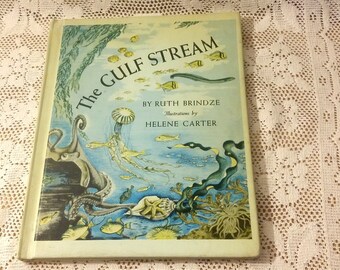 The GULF STREAM
BY RUTH BRINDZE
Illustrations by
HELENE CARTER